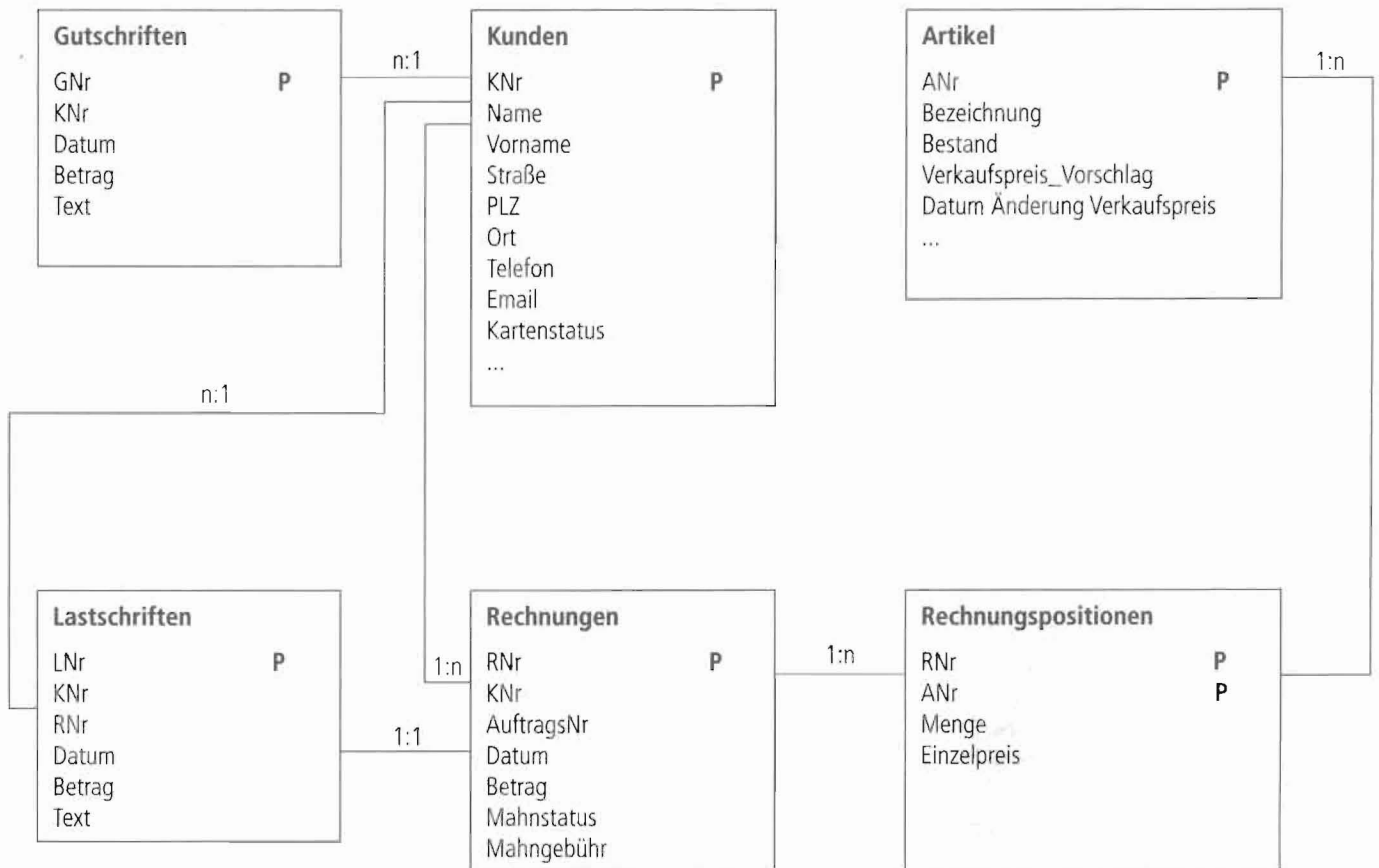 Gutschriften
GNr P
KNr
Datum
Betrag
Text
n:1
Kunden
KNr P
Name
Vorname
Straße
PLZ
Ort
Telefon
Email
Kartenstatus
...
Artikel
ANr P
Bezeichnung
Bestand
Verkaufspreis_Vorschlag
Datum Änderung Verkaufspreis
...
1:n
n:1
Lastschriften
LNr P
KNr
RNr
Datum
Betrag
Text
1:n
1:1
Rechnungen
RNr P
KNr
AuftragsNr
Datum
Betrag
Mahnstatus
Mahngebühr
1:n
Rechnungspositionen
RNr P
ANr P
Menge
Einzelpreis